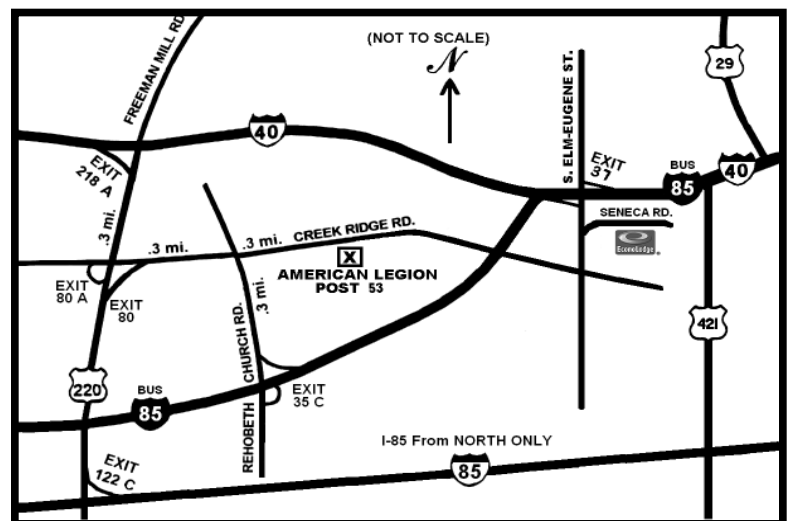 FREEMAN MILL RD.
(NOT TO SCALE)
N
S. ELM-EUGENE ST.
29
40
EXIT
218 A
EXIT
37
BUS
85
40
.3 mi.
SENECA RD.
EconoLodge
.3 mi.
.3 mi.
CREEK RIDGE RD.
X
AMERICAN LEGION
POST 53
EXIT
80 A
EXIT
80
.3 mi.
REHOBETH CHURCH RD.
421
220
BUS
85
EXIT
35 C
I-85 From NORTH ONLY
85
EXIT
122 C